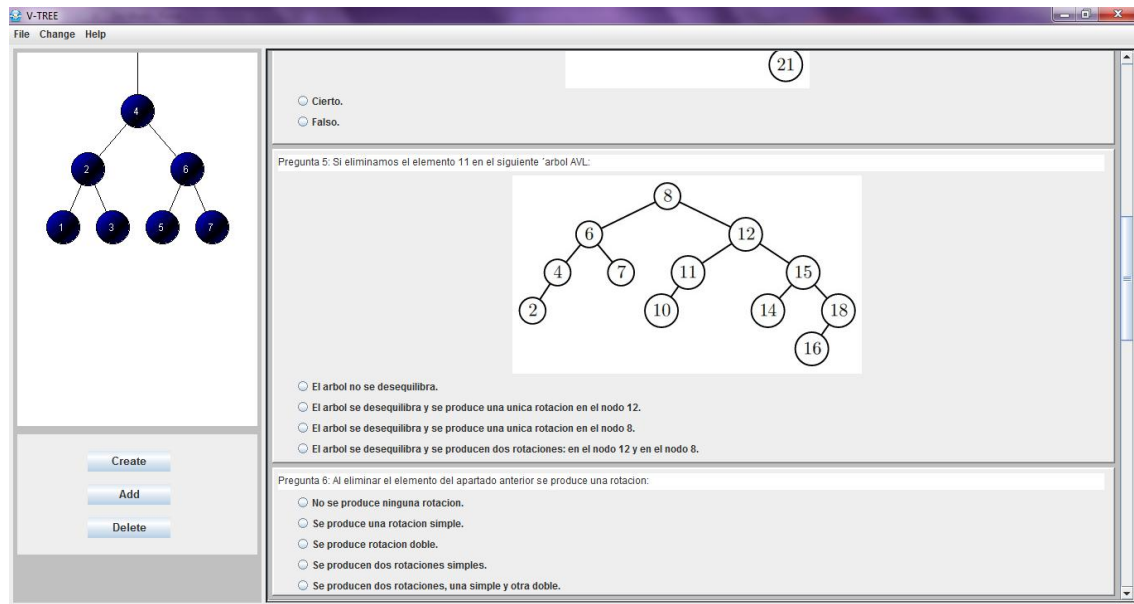 V-TREE
File Change Help
4
2 6
1 3 5 7
Create
Add
Delete
21
Cierto.
Falso.
Pregunta 5: Si eliminamos el elemento 11 en el siguiente ´arbol AVL:
8
6 12
4 7 11 15
2 10 14 18
16
El arbol no se desequilibra.
El arbol se desequilibra y se produce una unica rotacion en el nodo 12.
El arbol se desequilibra y se produce una unica rotacion en el nodo 8.
El arbol se desequilibra y se producen dos rotaciones: en el nodo 12 y en el nodo 8.
Pregunta 6: Al eliminar el elemento del apartado anterior se produce una rotacion:
No se produce ninguna rotacion.
Se produce una rotacion simple.
Se produce rotacion doble.
Se producen dos rotaciones simples.
Se producen dos rotaciones, una simple y otra doble.